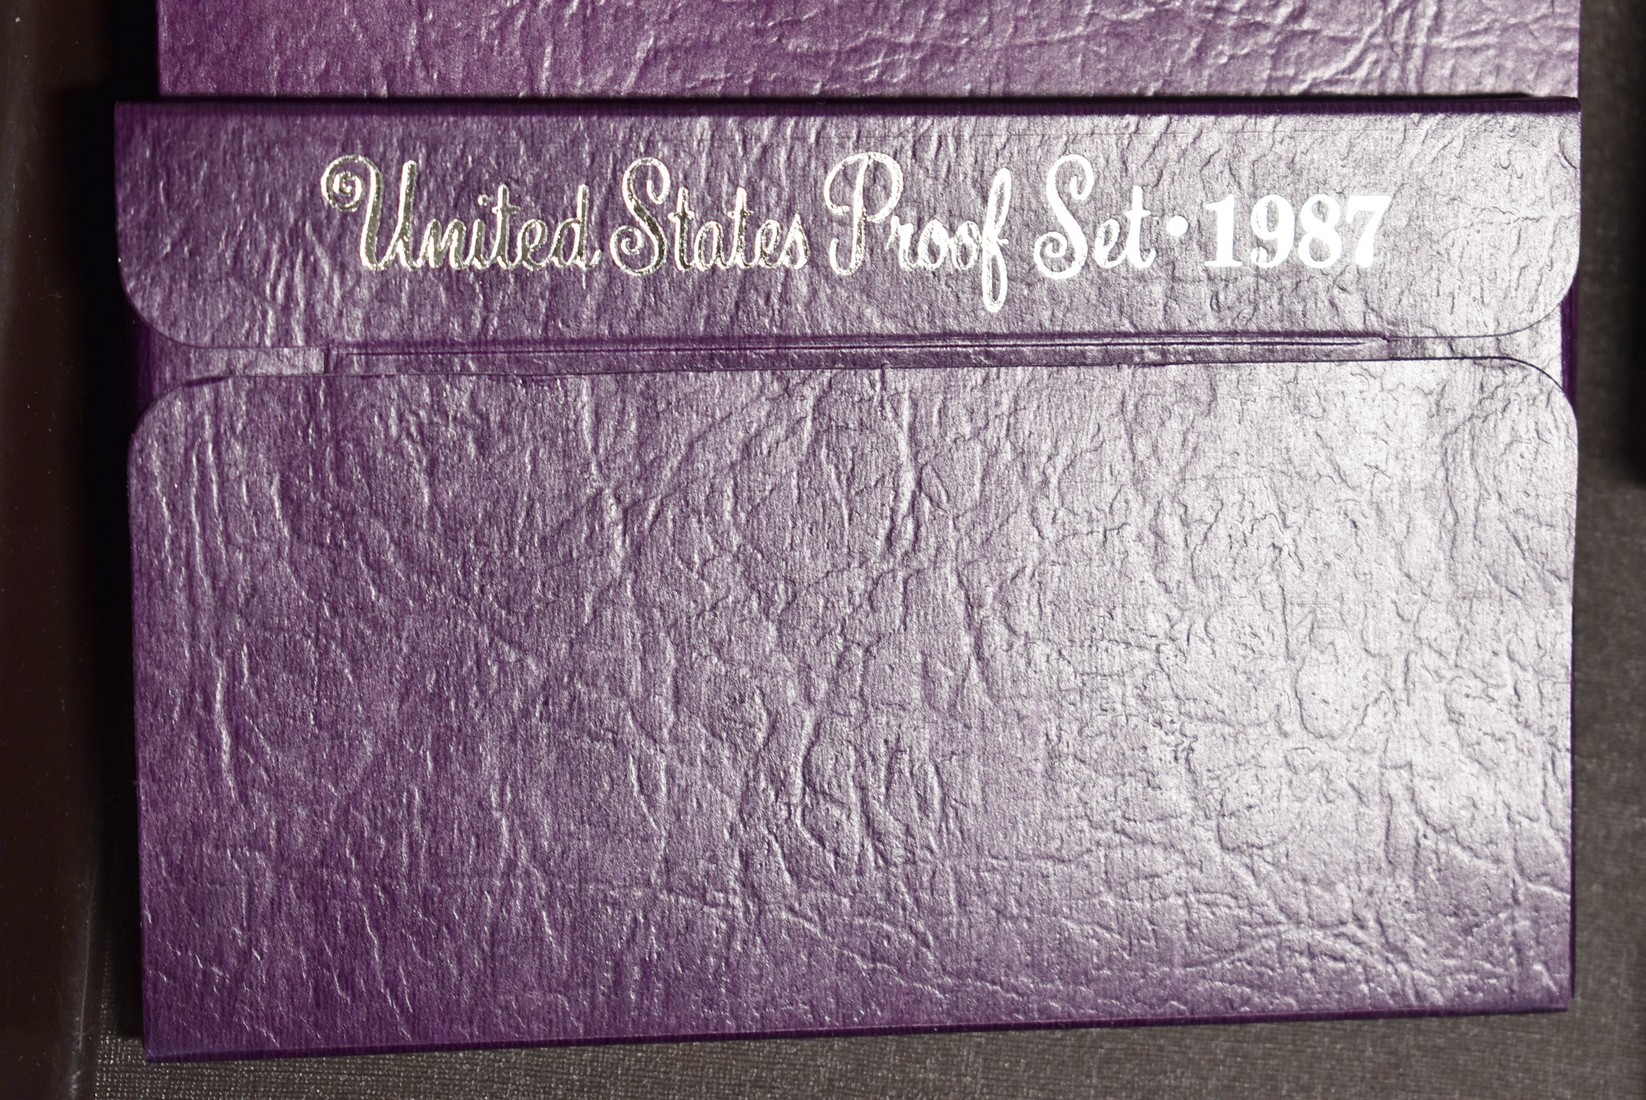 United States Proof Set · 1987